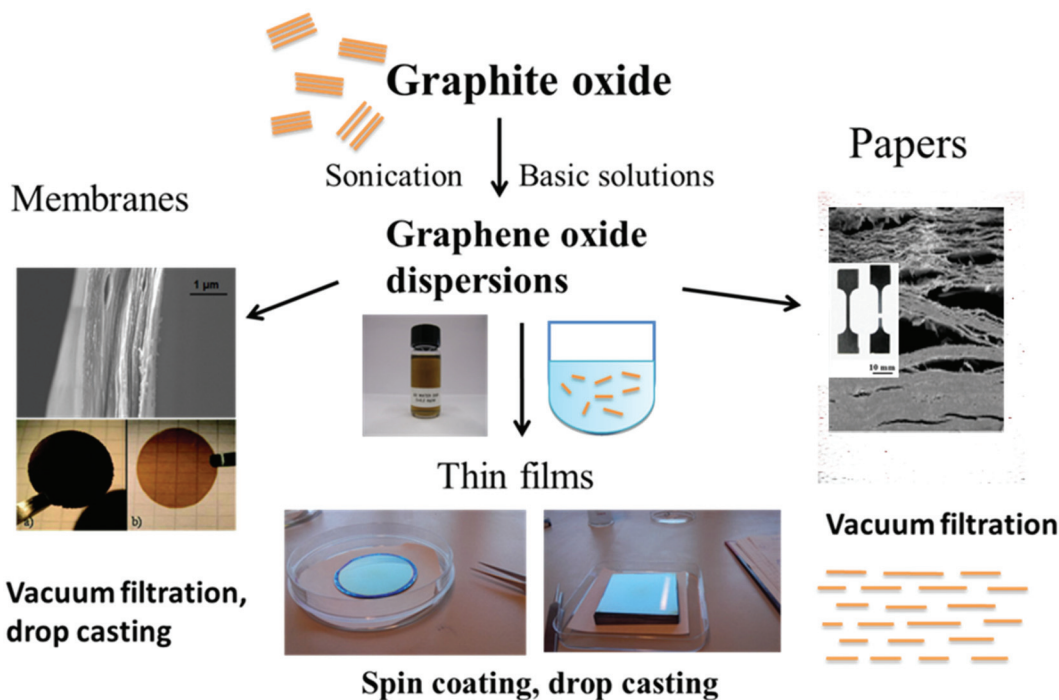 Graphite oxide
Sonication
Basic solutions
Papers
Membranes
Graphene oxide
dispersions
1 µm
10 mm
a)
b)
Thin films
Vacuum filtration
Vacuum filtration,
drop casting
Spin coating, drop casting